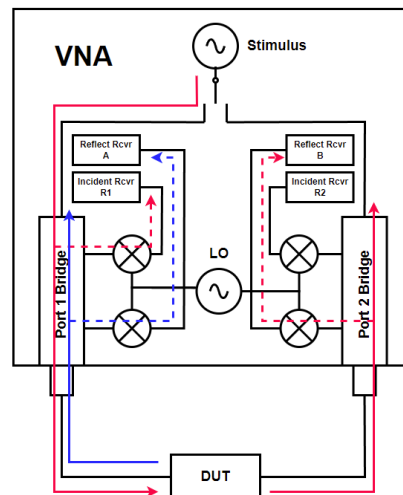 Stimulus
VNA
Reflect Rcvr
A
Reflect Rcvr
B
Incident Rcvr
R1
Incident Rcvr
R2
LO
Port 1 Bridge
Port 2 Bridge
DUT